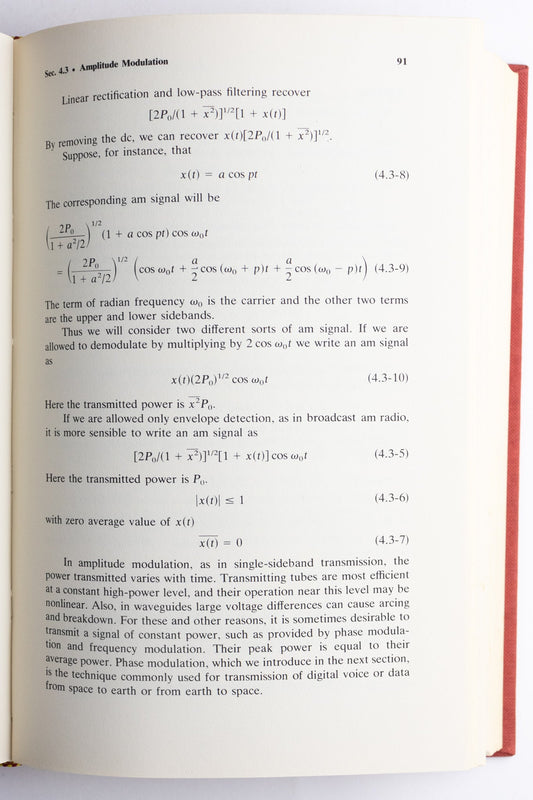 Sec. 4.3 • Amplitude Modulation 91
Linear rectification and low-pass filtering recover
[2P₀/(1 + x̅²)]¹ᐟ²[1 + x(t)]
By removing the dc, we can recover x(t)[2P₀/(1 + x̅²)]¹ᐟ².
Suppose, for instance, that
x(t) = a cos pt (4.3-8)
The corresponding am signal will be
(2P₀/(1 + a²/2))¹ᐟ² (1 + a cos pt) cos ω₀t
= (2P₀/(1 + a²/2))¹ᐟ² (cos ω₀t + a/2 cos (ω₀ + p)t + a/2 cos (ω₀ − p)t) (4.3-9)
The term of radian frequency ω₀ is the carrier and the other two terms
are the upper and lower sidebands.
Thus we will consider two different sorts of am signal. If we are
allowed to demodulate by multiplying by 2 cos ω₀t we write an am signal
as
x(t)(2P₀)¹ᐟ² cos ω₀t (4.3-10)
Here the transmitted power is x̅²P₀.
If we are allowed only envelope detection, as in broadcast am radio,
it is more sensible to write an am signal as
[2P₀/(1 + x̅²)]¹ᐟ²[1 + x(t)] cos ω₀t (4.3-5)
Here the transmitted power is P₀.
|x(t)| ≤ 1 (4.3-6)
with zero average value of x(t)
x̅(̅t̅)̅ = 0 (4.3-7)
In amplitude modulation, as in single-sideband transmission, the
power transmitted varies with time. Transmitting tubes are most efficient
at a constant high-power level, and their operation near this level may be
nonlinear. Also, in waveguides large voltage differences can cause arcing
and breakdown. For these and other reasons, it is sometimes desirable to
transmit a signal of constant power, such as provided by phase modula-
tion and frequency modulation. Their peak power is equal to their
average power. Phase modulation, which we introduce in the next section,
is the technique commonly used for transmission of digital voice or data
from space to earth or from earth to space.